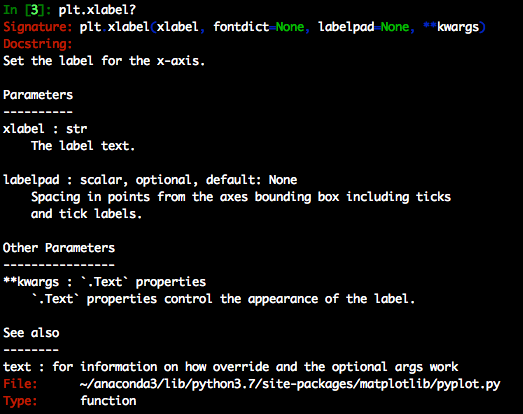 In [3]: plt.xlabel?
Signature: plt.xlabel(xlabel, fontdict=None, labelpad=None, **kwargs)
Docstring:
Set the label for the x-axis.
Parameters
----------
xlabel : str
    The label text.
labelpad : scalar, optional, default: None
    Spacing in points from the axes bounding box including ticks
    and tick labels.
Other Parameters
----------------
**kwargs : `.Text` properties
    `.Text` properties control the appearance of the label.
See also
--------
text : for information on how override and the optional args work
File:      ~/anaconda3/lib/python3.7/site-packages/matplotlib/pyplot.py
Type:      function